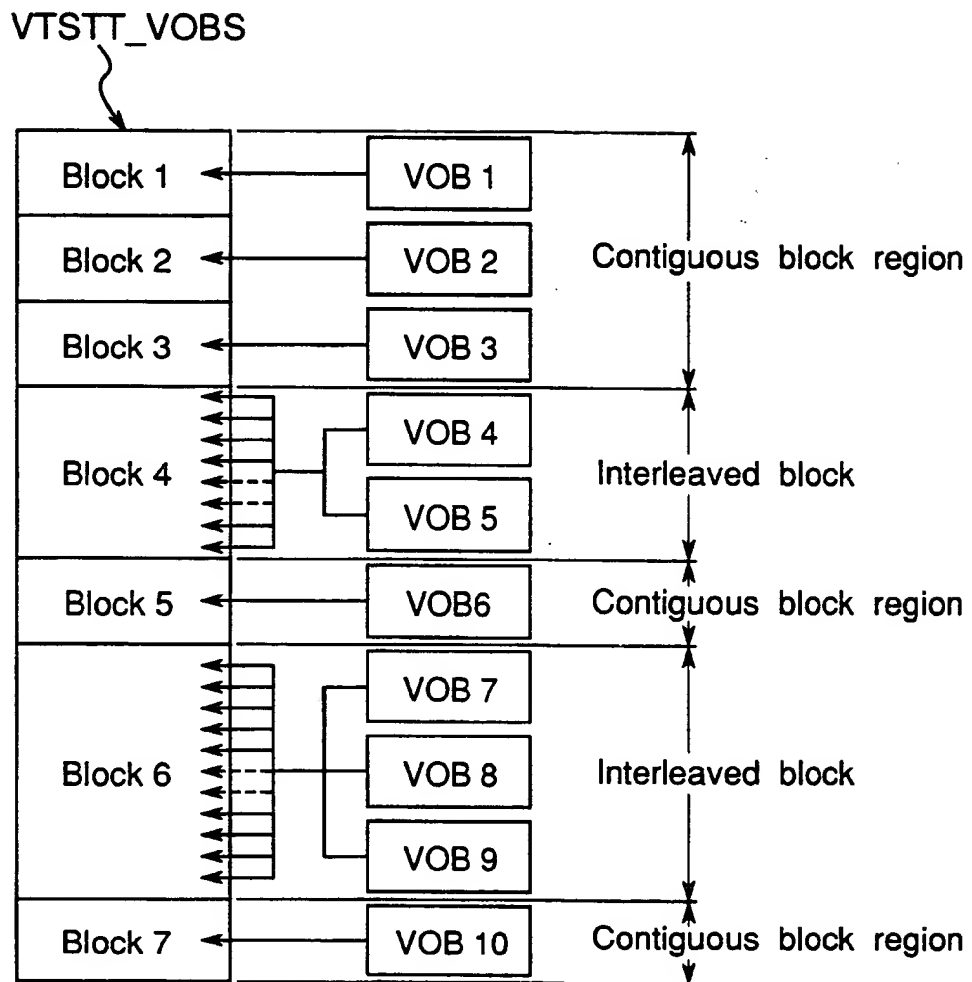 VTSTT_VOBS
Block 1
VOB 1
Block 2
VOB 2
Contiguous block region
Block 3
VOB 3
Block 4
VOB 4
Interleaved block
VOB 5
Block 5
VOB6
Contiguous block region
VOB 7
Block 6
VOB 8
Interleaved block
VOB 9
Block 7
VOB 10
Contiguous block region